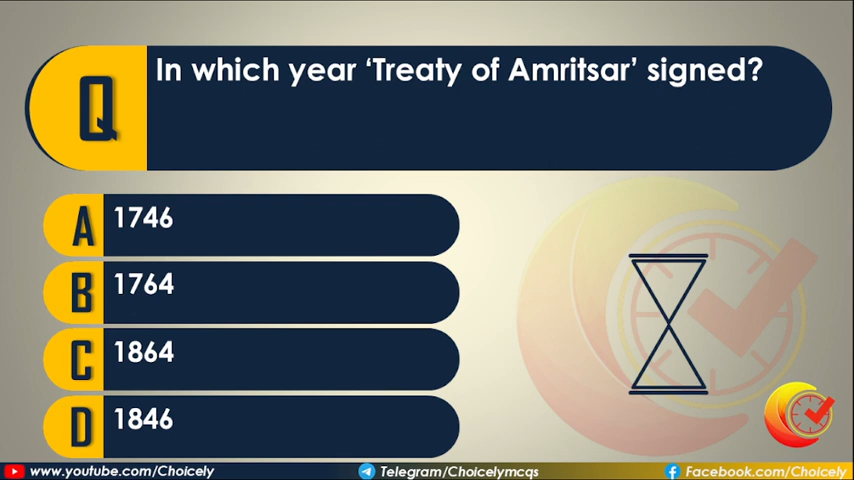 Q
In which year ‘Treaty of Amritsar’ signed?
A
1746
B
1764
C
1864
D
1846
www.youtube.com/Choicely
Telegram/Choicelymcqs
Facebook.com/Choicely